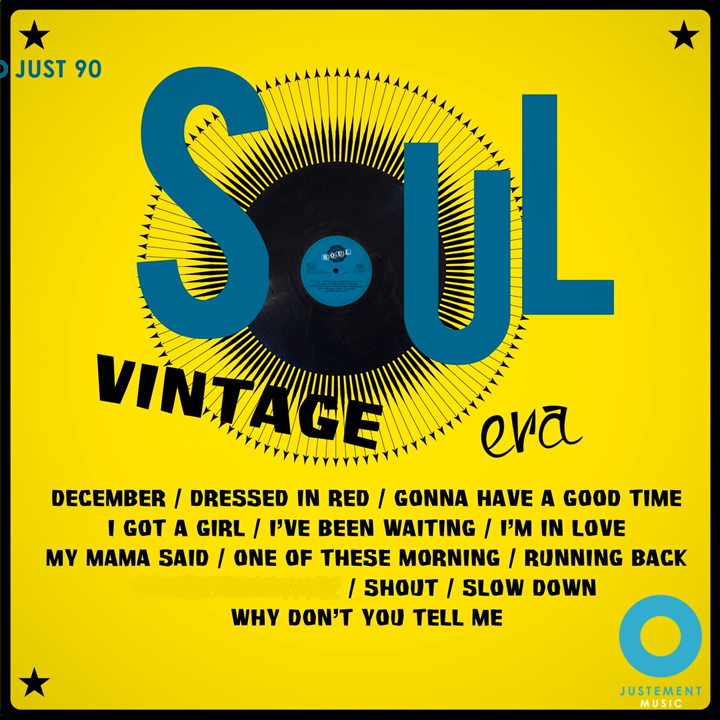 JUST 90
SOUL
SOUL
VINTAGE
era
DECEMBER / DRESSED IN RED / GONNA HAVE A GOOD TIME
I GOT A GIRL / I'VE BEEN WAITING / I'M IN LOVE
MY MAMA SAID / ONE OF THESE MORNING / RUNNING BACK
/ SHOUT / SLOW DOWN
WHY DON'T YOU TELL ME
JUSTEMENT
MUSIC